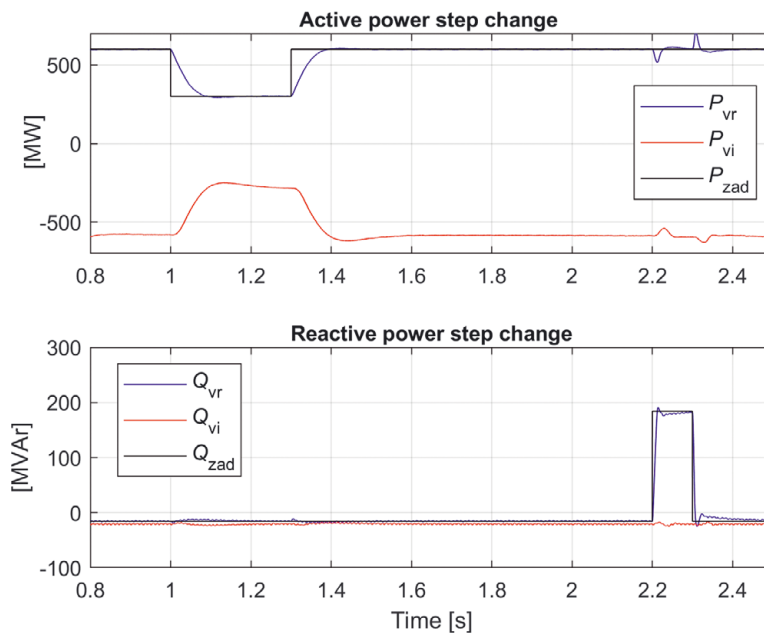 Active power step change
[MW]
500
0
-500
P_vr
P_vi
P_zad
0.8 1 1.2 1.4 1.6 1.8 2 2.2 2.4
Reactive power step change
[MVAr]
300
200
100
0
-100
Q_vr
Q_vi
Q_zad
0.8 1 1.2 1.4 1.6 1.8 2 2.2 2.4
Time [s]